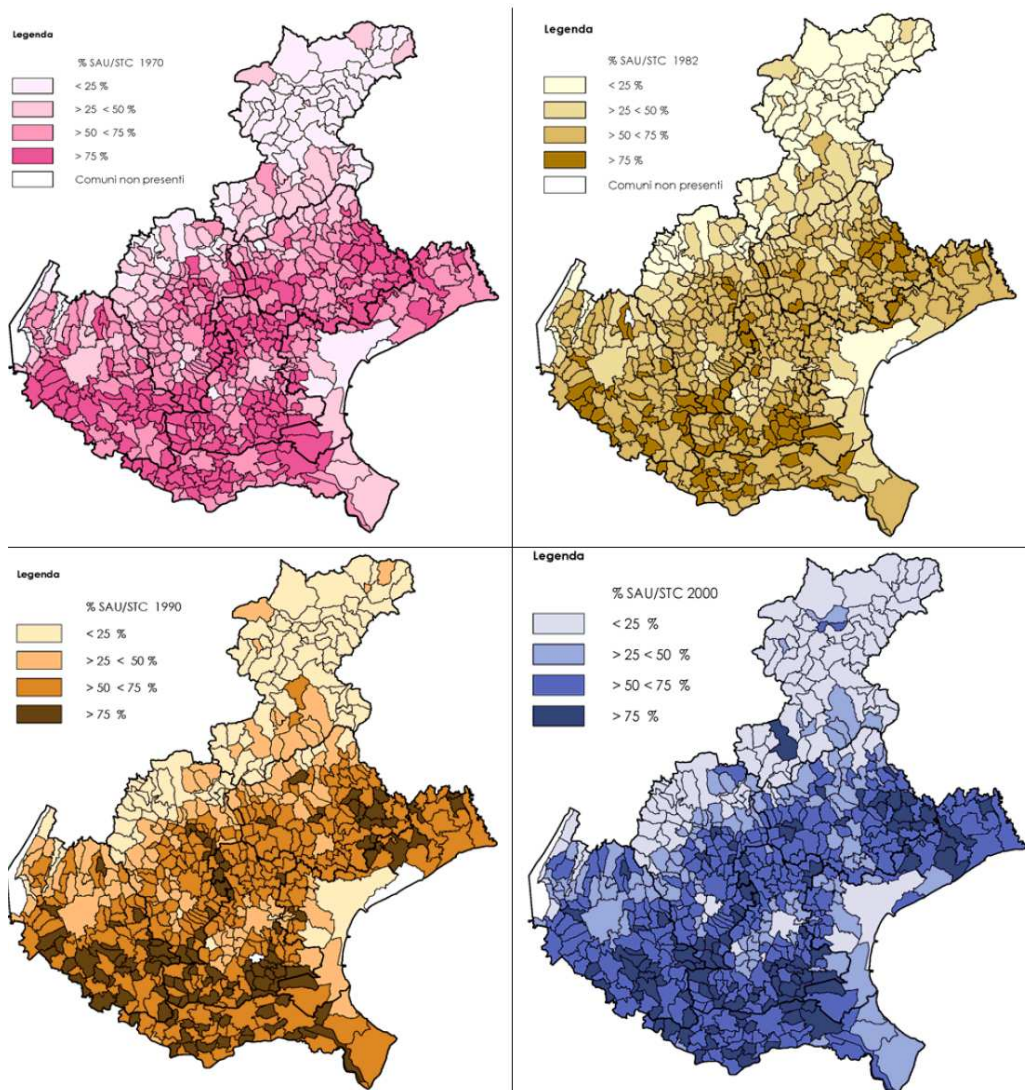 Legenda
% SAU/STC 1970
< 25 %
> 25 < 50 %
> 50 < 75 %
> 75 %
Comuni non presenti
Legenda
% SAU/STC 1982
< 25 %
> 25 < 50 %
> 50 < 75 %
> 75 %
Comuni non presenti
Legenda
% SAU/STC 1990
< 25 %
> 25 < 50 %
> 50 < 75 %
> 75 %
Legenda
% SAU/STC 2000
< 25 %
> 25 < 50 %
> 50 < 75 %
> 75 %